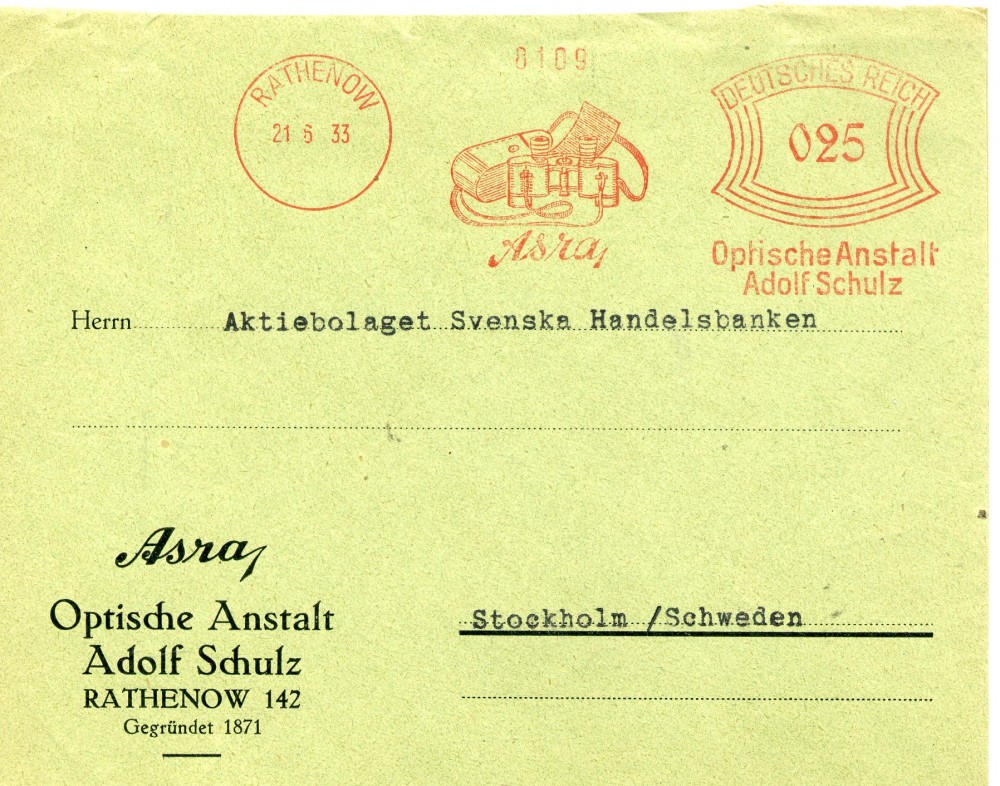 0109
RATHENOW
21 6 33
DEUTSCHES REICH
025
Asra
Optische Anstalt
Adolf Schulz
Herrn Aktiebolaget Svenska Handelsbanken
Asra
Optische Anstalt
Adolf Schulz
RATHENOW 142
Gegründet 1871
Stockholm /Schweden